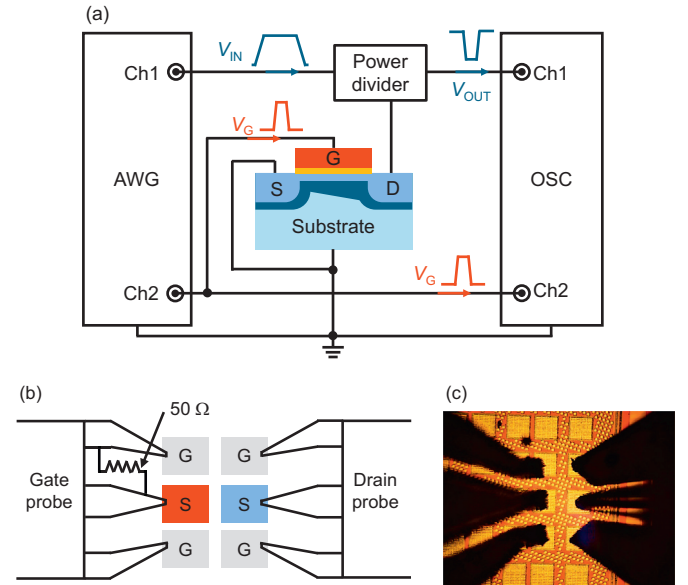 (a)
V_IN
Ch1
Power
divider
V_OUT
Ch1
V_G
G
AWG
S
D
OSC
Substrate
V_G
Ch2
Ch2
(b)
50 Ω
(c)
G
G
Gate
probe
S
S
Drain
probe
G
G